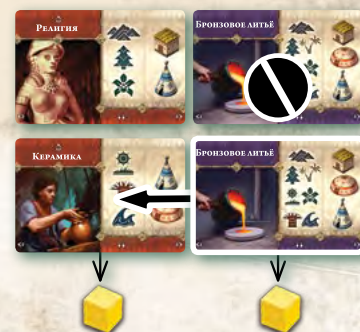 Религия
Бронзовое литьё
Керамика
Бронзовое литьё